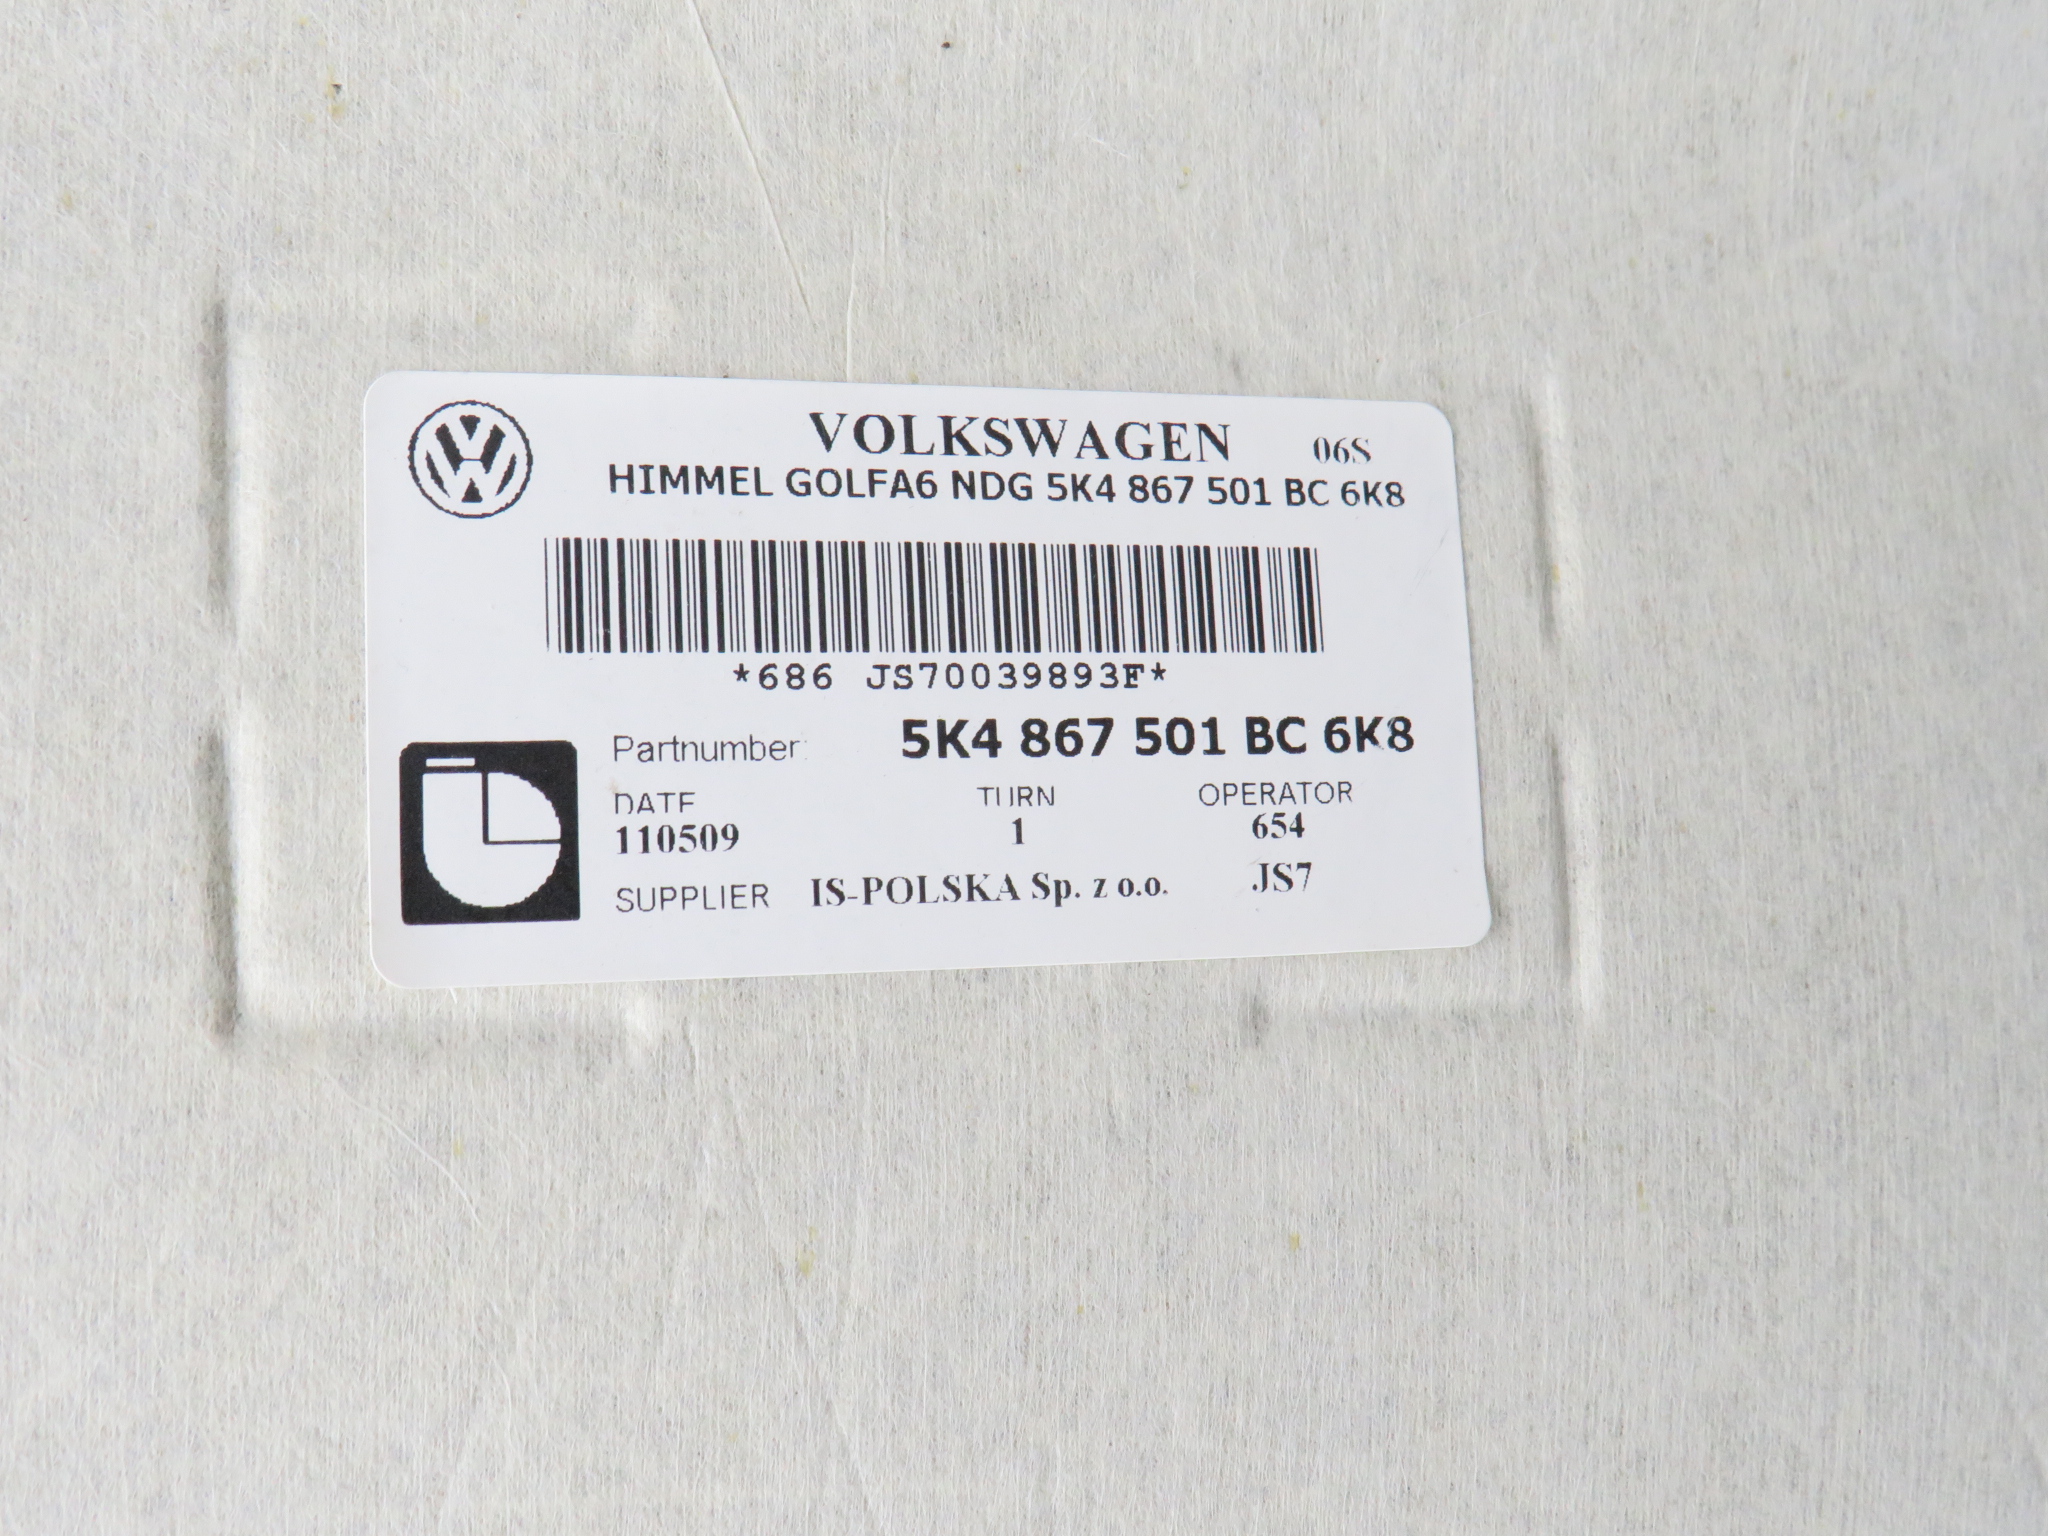 VOLKSWAGEN 06S
HIMMEL GOLFA6 NDG 5K4 867 501 BC 6K8
*686 JS70039893F*
Partnumber: 5K4 867 501 BC 6K8
DATE TURN OPERATOR
110509 1 654
SUPPLIER IS-POLSKA Sp. z o.o. JS7